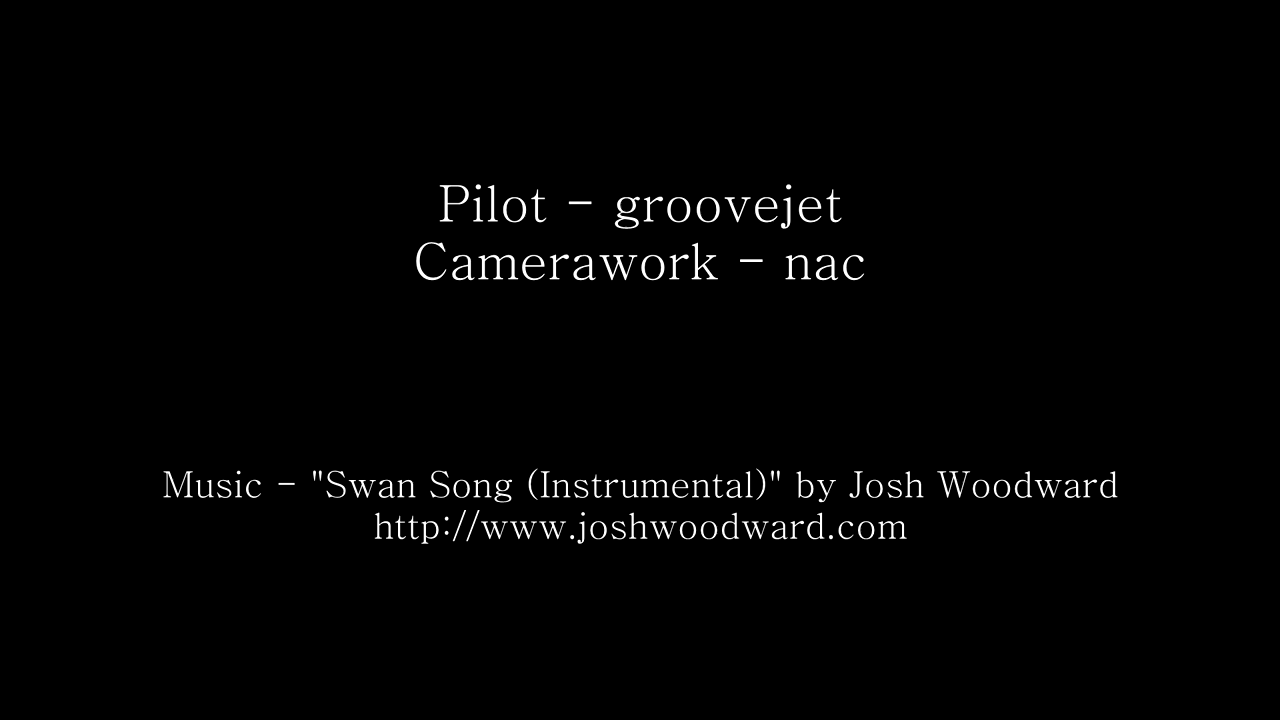 Pilot - groovejet
Camerawork - nac
Music - "Swan Song (Instrumental)" by Josh Woodward
http://www.joshwoodward.com